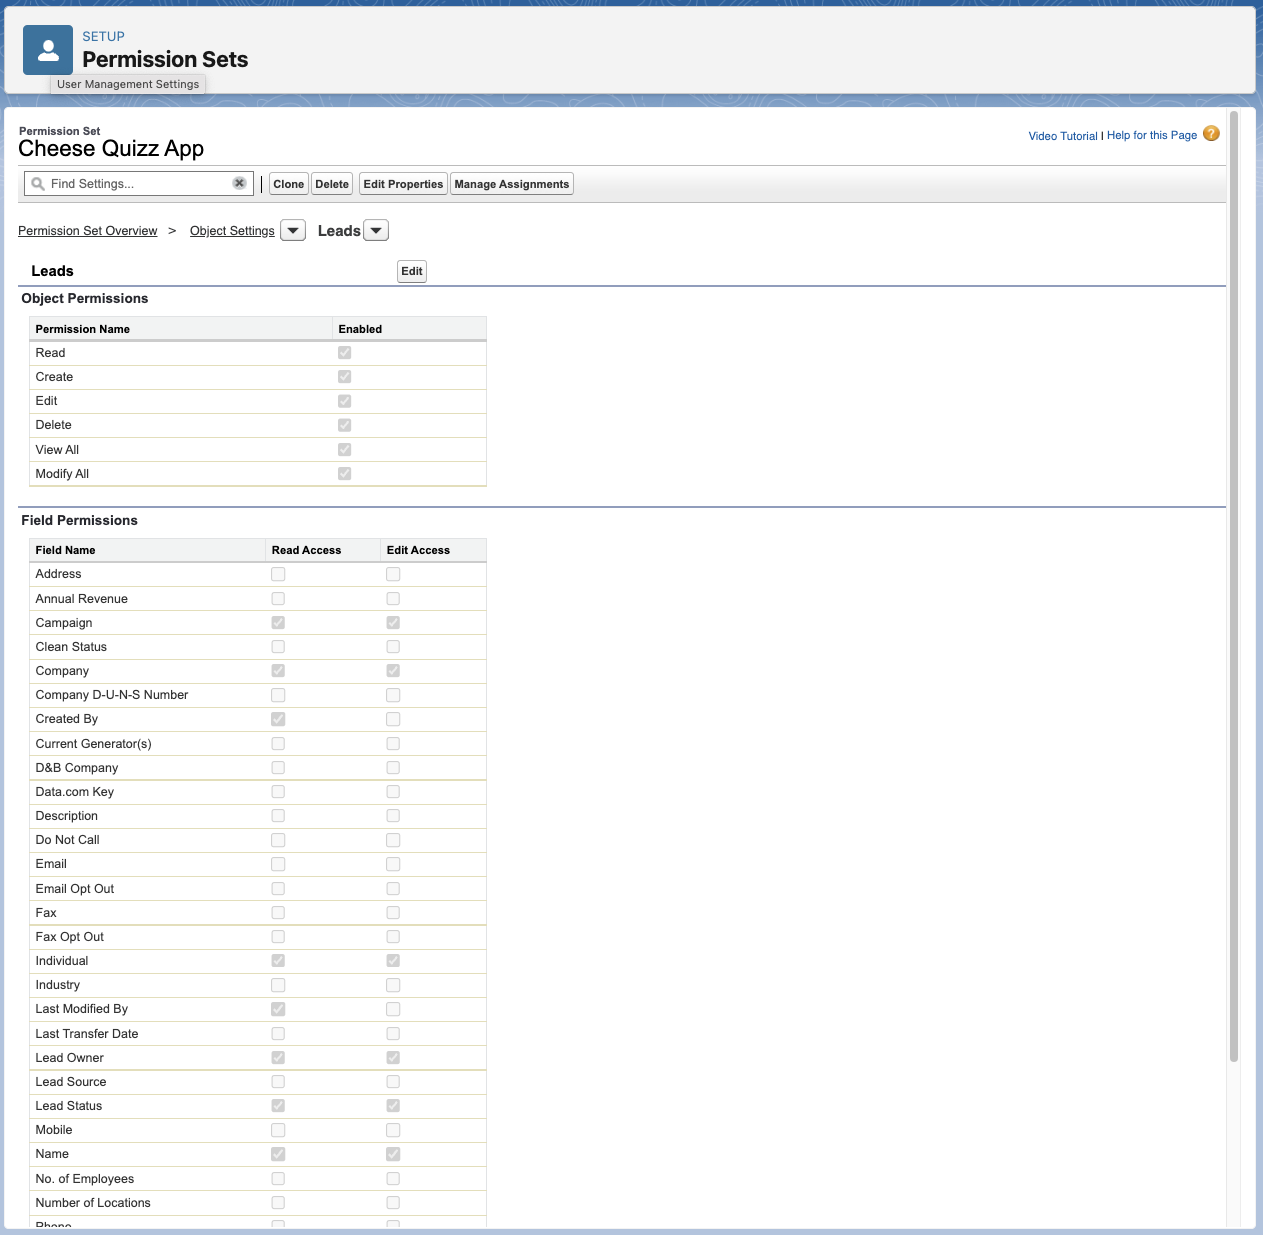 SETUP
Permission Sets
User Management Settings
Permission Set
Cheese Quizz App
Video Tutorial | Help for this Page ?
Find Settings...
Clone Delete Edit Properties Manage Assignments
Permission Set Overview > Object Settings Leads
Leads Edit
Object Permissions
Permission Name Enabled
Read
Create
Edit
Delete
View All
Modify All
Field Permissions
Field Name Read Access Edit Access
Address
Annual Revenue
Campaign
Clean Status
Company
Company D-U-N-S Number
Created By
Current Generator(s)
D&B Company
Data.com Key
Description
Do Not Call
Email
Email Opt Out
Fax
Fax Opt Out
Individual
Industry
Last Modified By
Last Transfer Date
Lead Owner
Lead Source
Lead Status
Mobile
Name
No. of Employees
Number of Locations
Phone